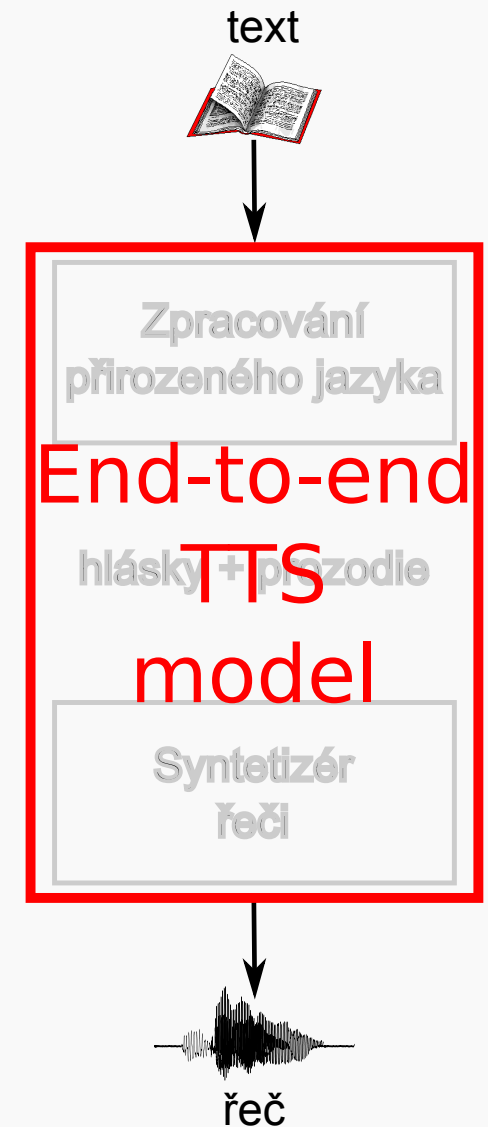 text
Zpracování
přirozeného jazyka
End-to-end
hlásky + prozodie
TTS
model
Syntetizér
řeči
řeč